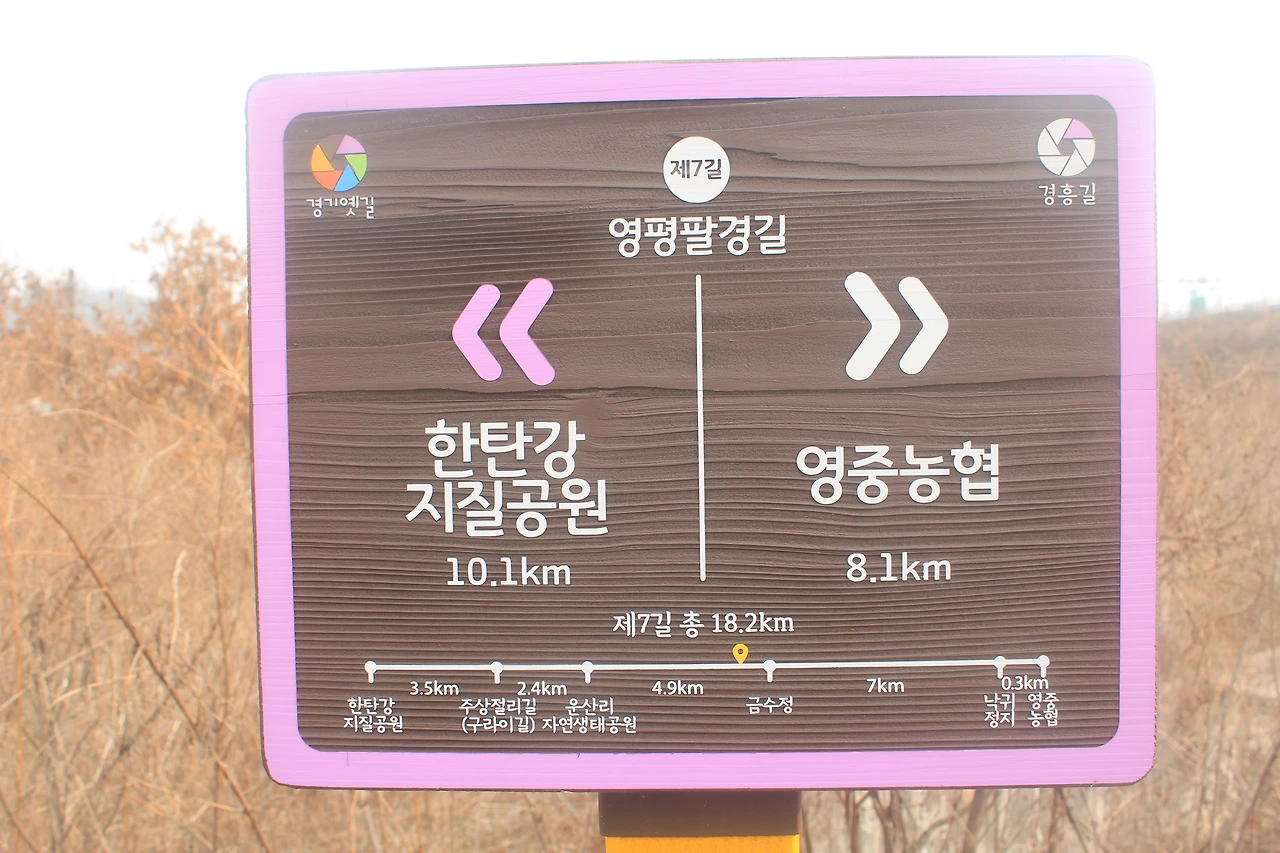 경기옛길
제7길
경흥길
영평팔경길
한탄강
지질공원
10.1km
영중농협
8.1km
제7길 총 18.2km
3.5km 2.4km 4.9km 7km 0.3km
한탄강 주상절리길 운산리 금수정 낙귀 영중
지질공원 (구라이길) 자연생태공원 정지 농협